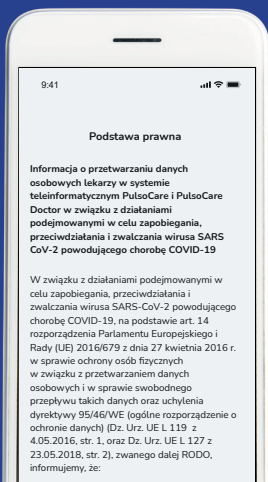 9:41
Podstawa prawna
Informacja o przetwarzaniu danych
osobowych lekarzy w systemie
teleinformatycznym PulsoCare i PulsoCare
Doctor w związku z działaniami
podejmowanymi w celu zapobiegania,
przeciwdziałania i zwalczania wirusa SARS
CoV-2 powodującego chorobę COVID-19
W związku z działaniami podejmowanymi w
celu zapobiegania, przeciwdziałania i
zwalczania wirusa SARS-CoV-2 powodującego
chorobę COVID-19, na podstawie art. 14
rozporządzenia Parlamentu Europejskiego i
Rady (UE) 2016/679 z dnia 27 kwietnia 2016 r.
w sprawie ochrony osób fizycznych
w związku z przetwarzaniem danych
osobowych i w sprawie swobodnego
przepływu takich danych oraz uchylenia
dyrektywy 95/46/WE (ogólne rozporządzenie o
ochronie danych) (Dz. Urz. UE L 119 z
4.05.2016, str. 1, oraz Dz. Urz. UE L 127 z
23.05.2018, str. 2), zwanego dalej RODO,
informujemy, że: